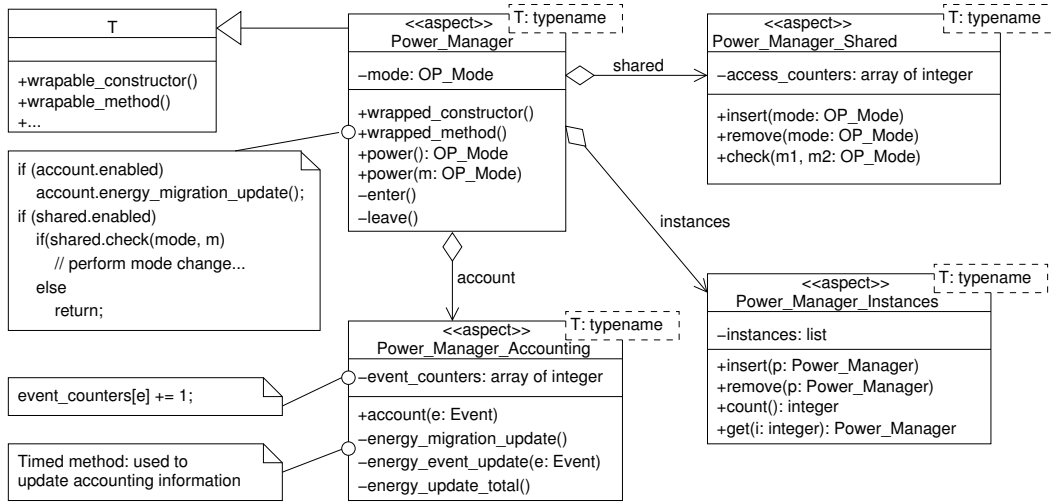 T
+wrapable_constructor()
+wrapable_method()
+...
<<aspect>>
Power_Manager
T: typename
−mode: OP_Mode
+wrapped_constructor()
+wrapped_method()
+power(): OP_Mode
+power(m: OP_Mode)
−enter()
−leave()
shared
<<aspect>>
Power_Manager_Shared
T: typename
−access_counters: array of integer
+insert(mode: OP_Mode)
+remove(mode: OP_Mode)
+check(m1, m2: OP_Mode)
if (account.enabled)
account.energy_migration_update();
if (shared.enabled)
if(shared.check(mode, m)
// perform mode change...
else
return;
account
instances
<<aspect>>
Power_Manager_Instances
T: typename
−instances: list
+insert(p: Power_Manager)
+remove(p: Power_Manager)
+count(): integer
+get(i: integer): Power_Manager
<<aspect>>
Power_Manager_Accounting
T: typename
−event_counters: array of integer
+account(e: Event)
−energy_migration_update()
−energy_event_update(e: Event)
−energy_update_total()
event_counters[e] += 1;
Timed method: used to
update accounting information